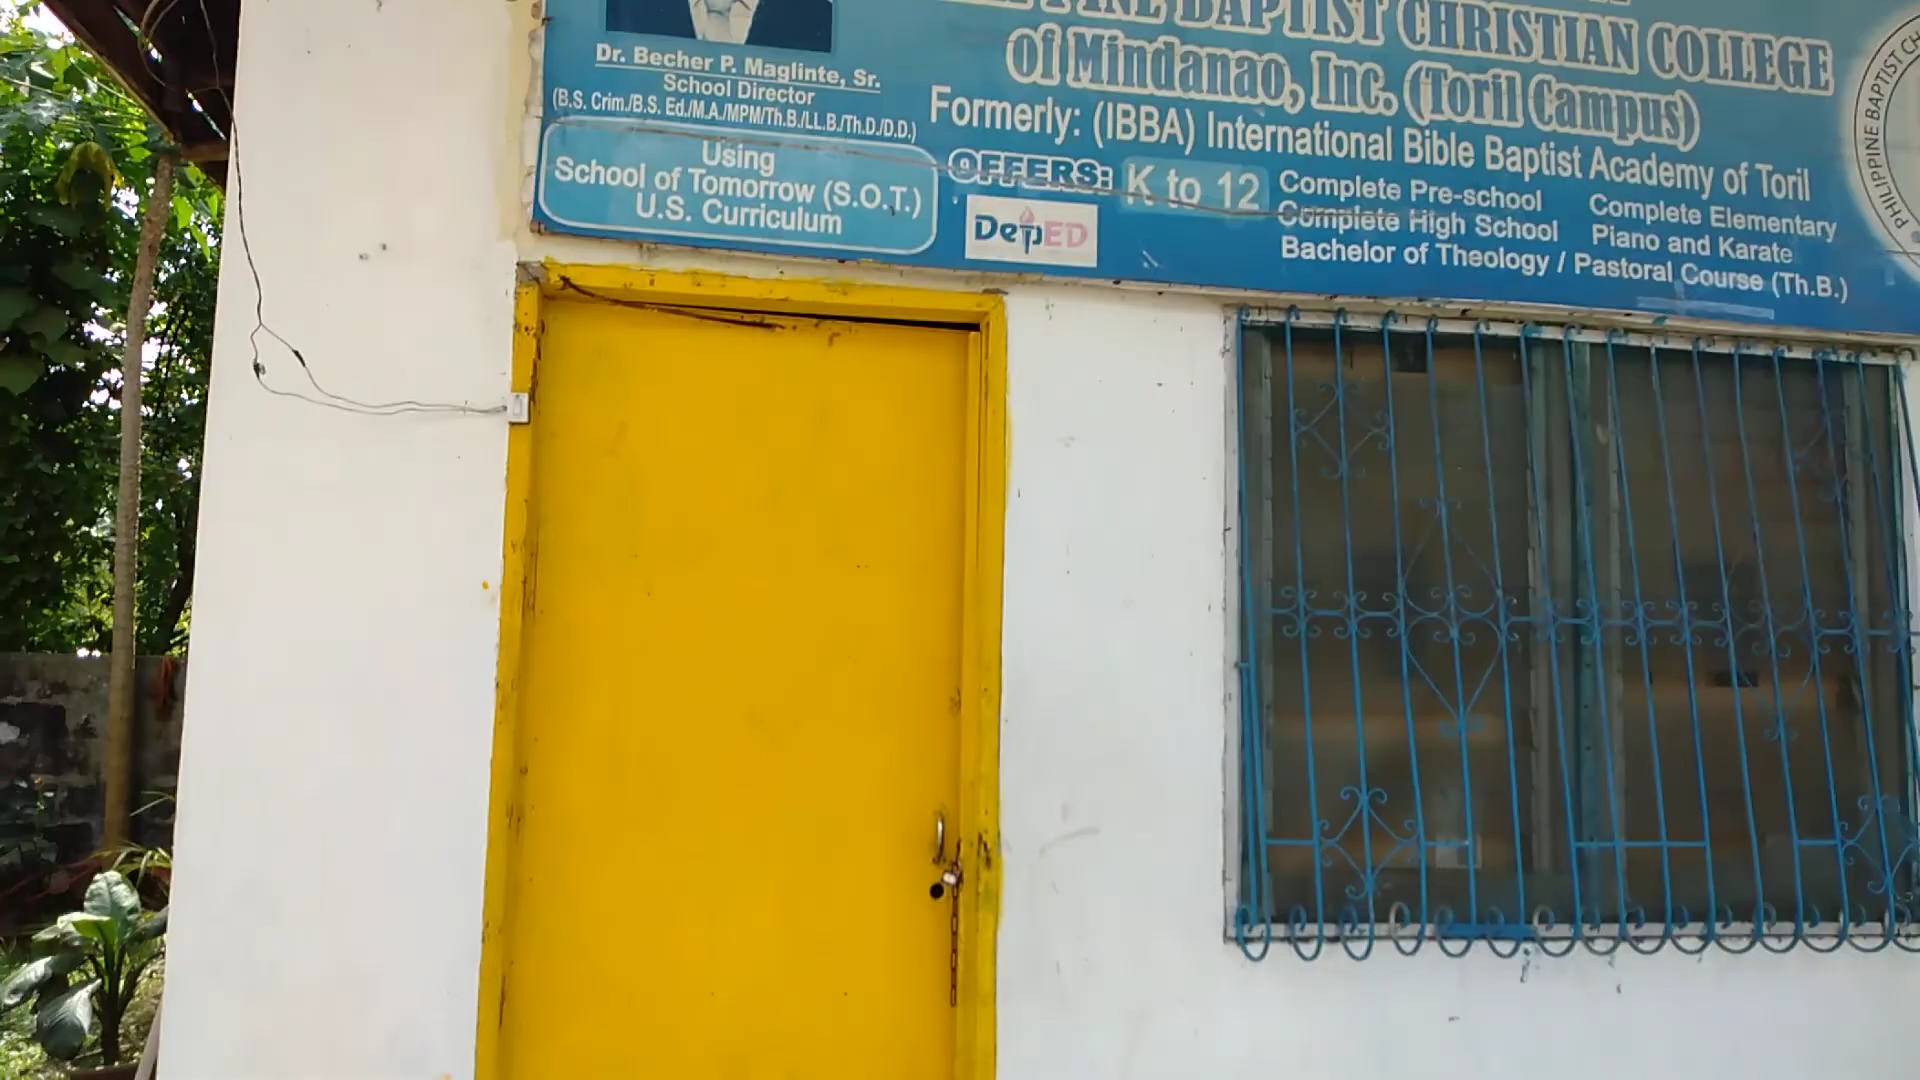 Dr. Becher P. Maglinte, Sr.
School Director
(B.S. Crim./B.S. Ed./M.A./MPM/Th.B./LL.B./Th.D./D.D.)
Using
School of Tomorrow (S.O.T.)
U.S. Curriculum
BAPTIST CHRISTIAN COLLEGE
of Mindanao, Inc. (Toril Campus)
Formerly: (IBBA) International Bible Baptist Academy of Toril
OFFERS: K to 12
DepED
Complete Pre-school
Complete High School
Complete Elementary
Piano and Karate
Bachelor of Theology / Pastoral Course (Th.B.)
PHILIPPINE BAPTIST